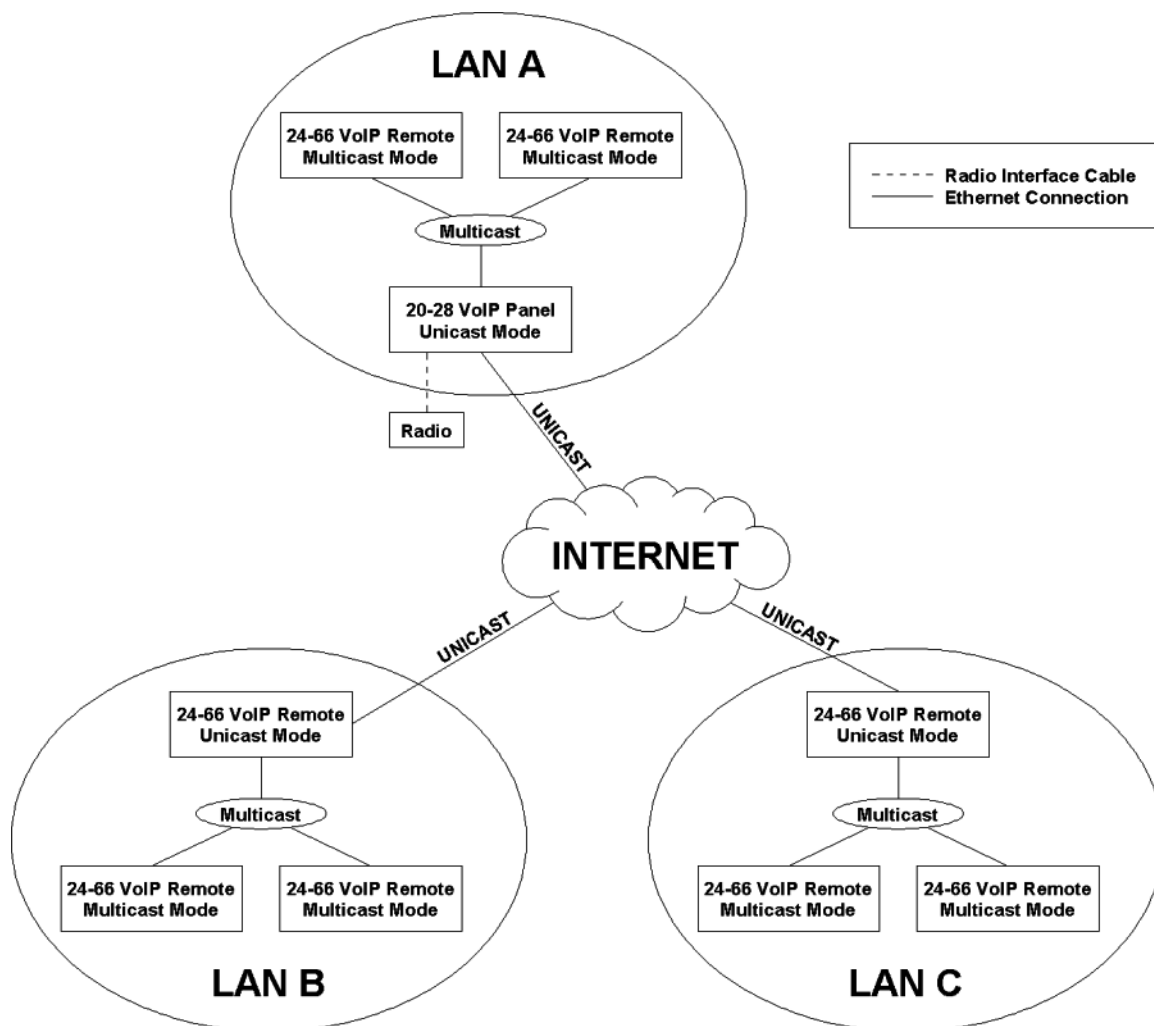 LAN A
24-66 VoIP Remote
Multicast Mode
24-66 VoIP Remote
Multicast Mode
Multicast
20-28 VoIP Panel
Unicast Mode
Radio
Radio Interface Cable
Ethernet Connection
UNICAST
INTERNET
UNICAST
UNICAST
24-66 VoIP Remote
Unicast Mode
Multicast
24-66 VoIP Remote
Multicast Mode
24-66 VoIP Remote
Multicast Mode
LAN B
24-66 VoIP Remote
Unicast Mode
Multicast
24-66 VoIP Remote
Multicast Mode
24-66 VoIP Remote
Multicast Mode
LAN C